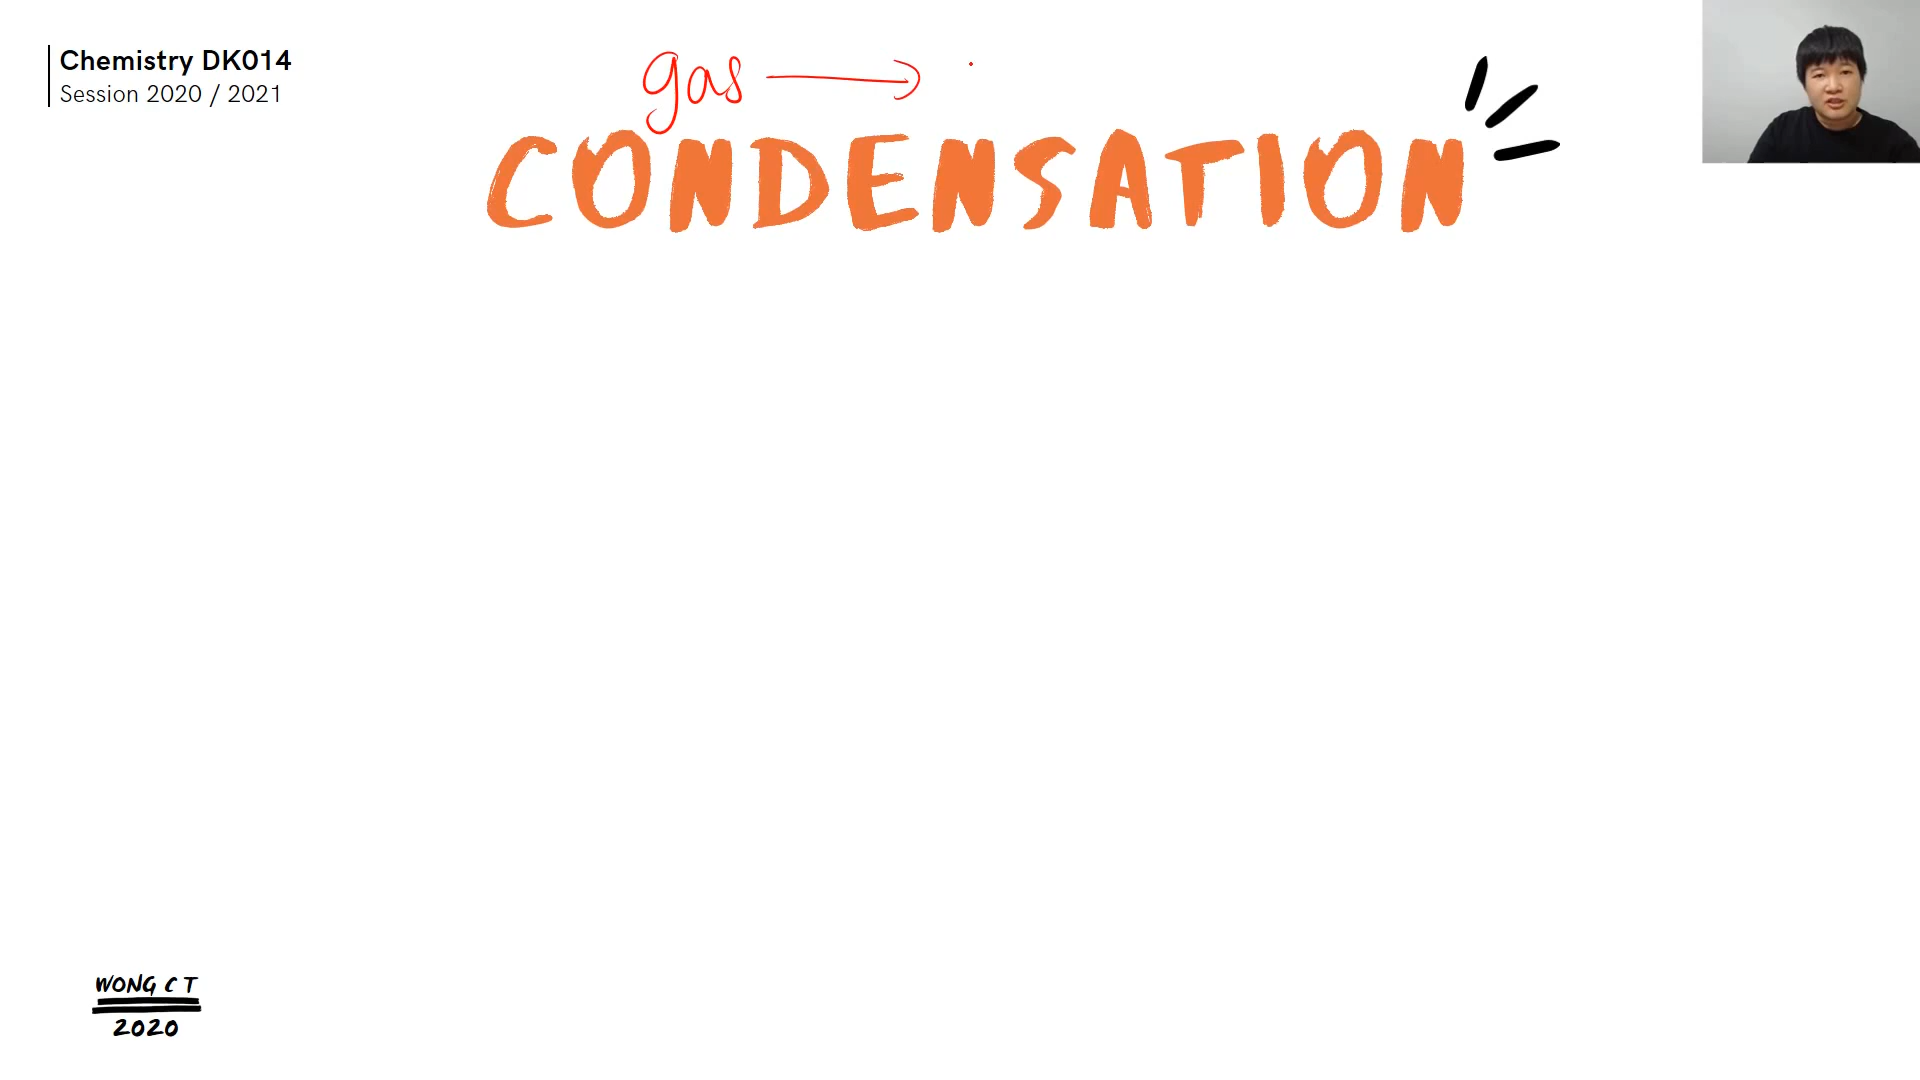 Chemistry DK014
Session 2020 / 2021
gas →
CONDENSATION
WONG C T
2020